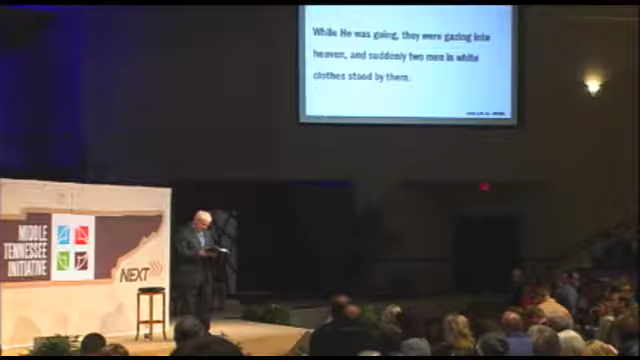 While He was going, they were gazing into
heaven, and suddenly two men in white
clothes stood by them.
MIDDLE
TENNESSEE
INITIATIVE
NEXT